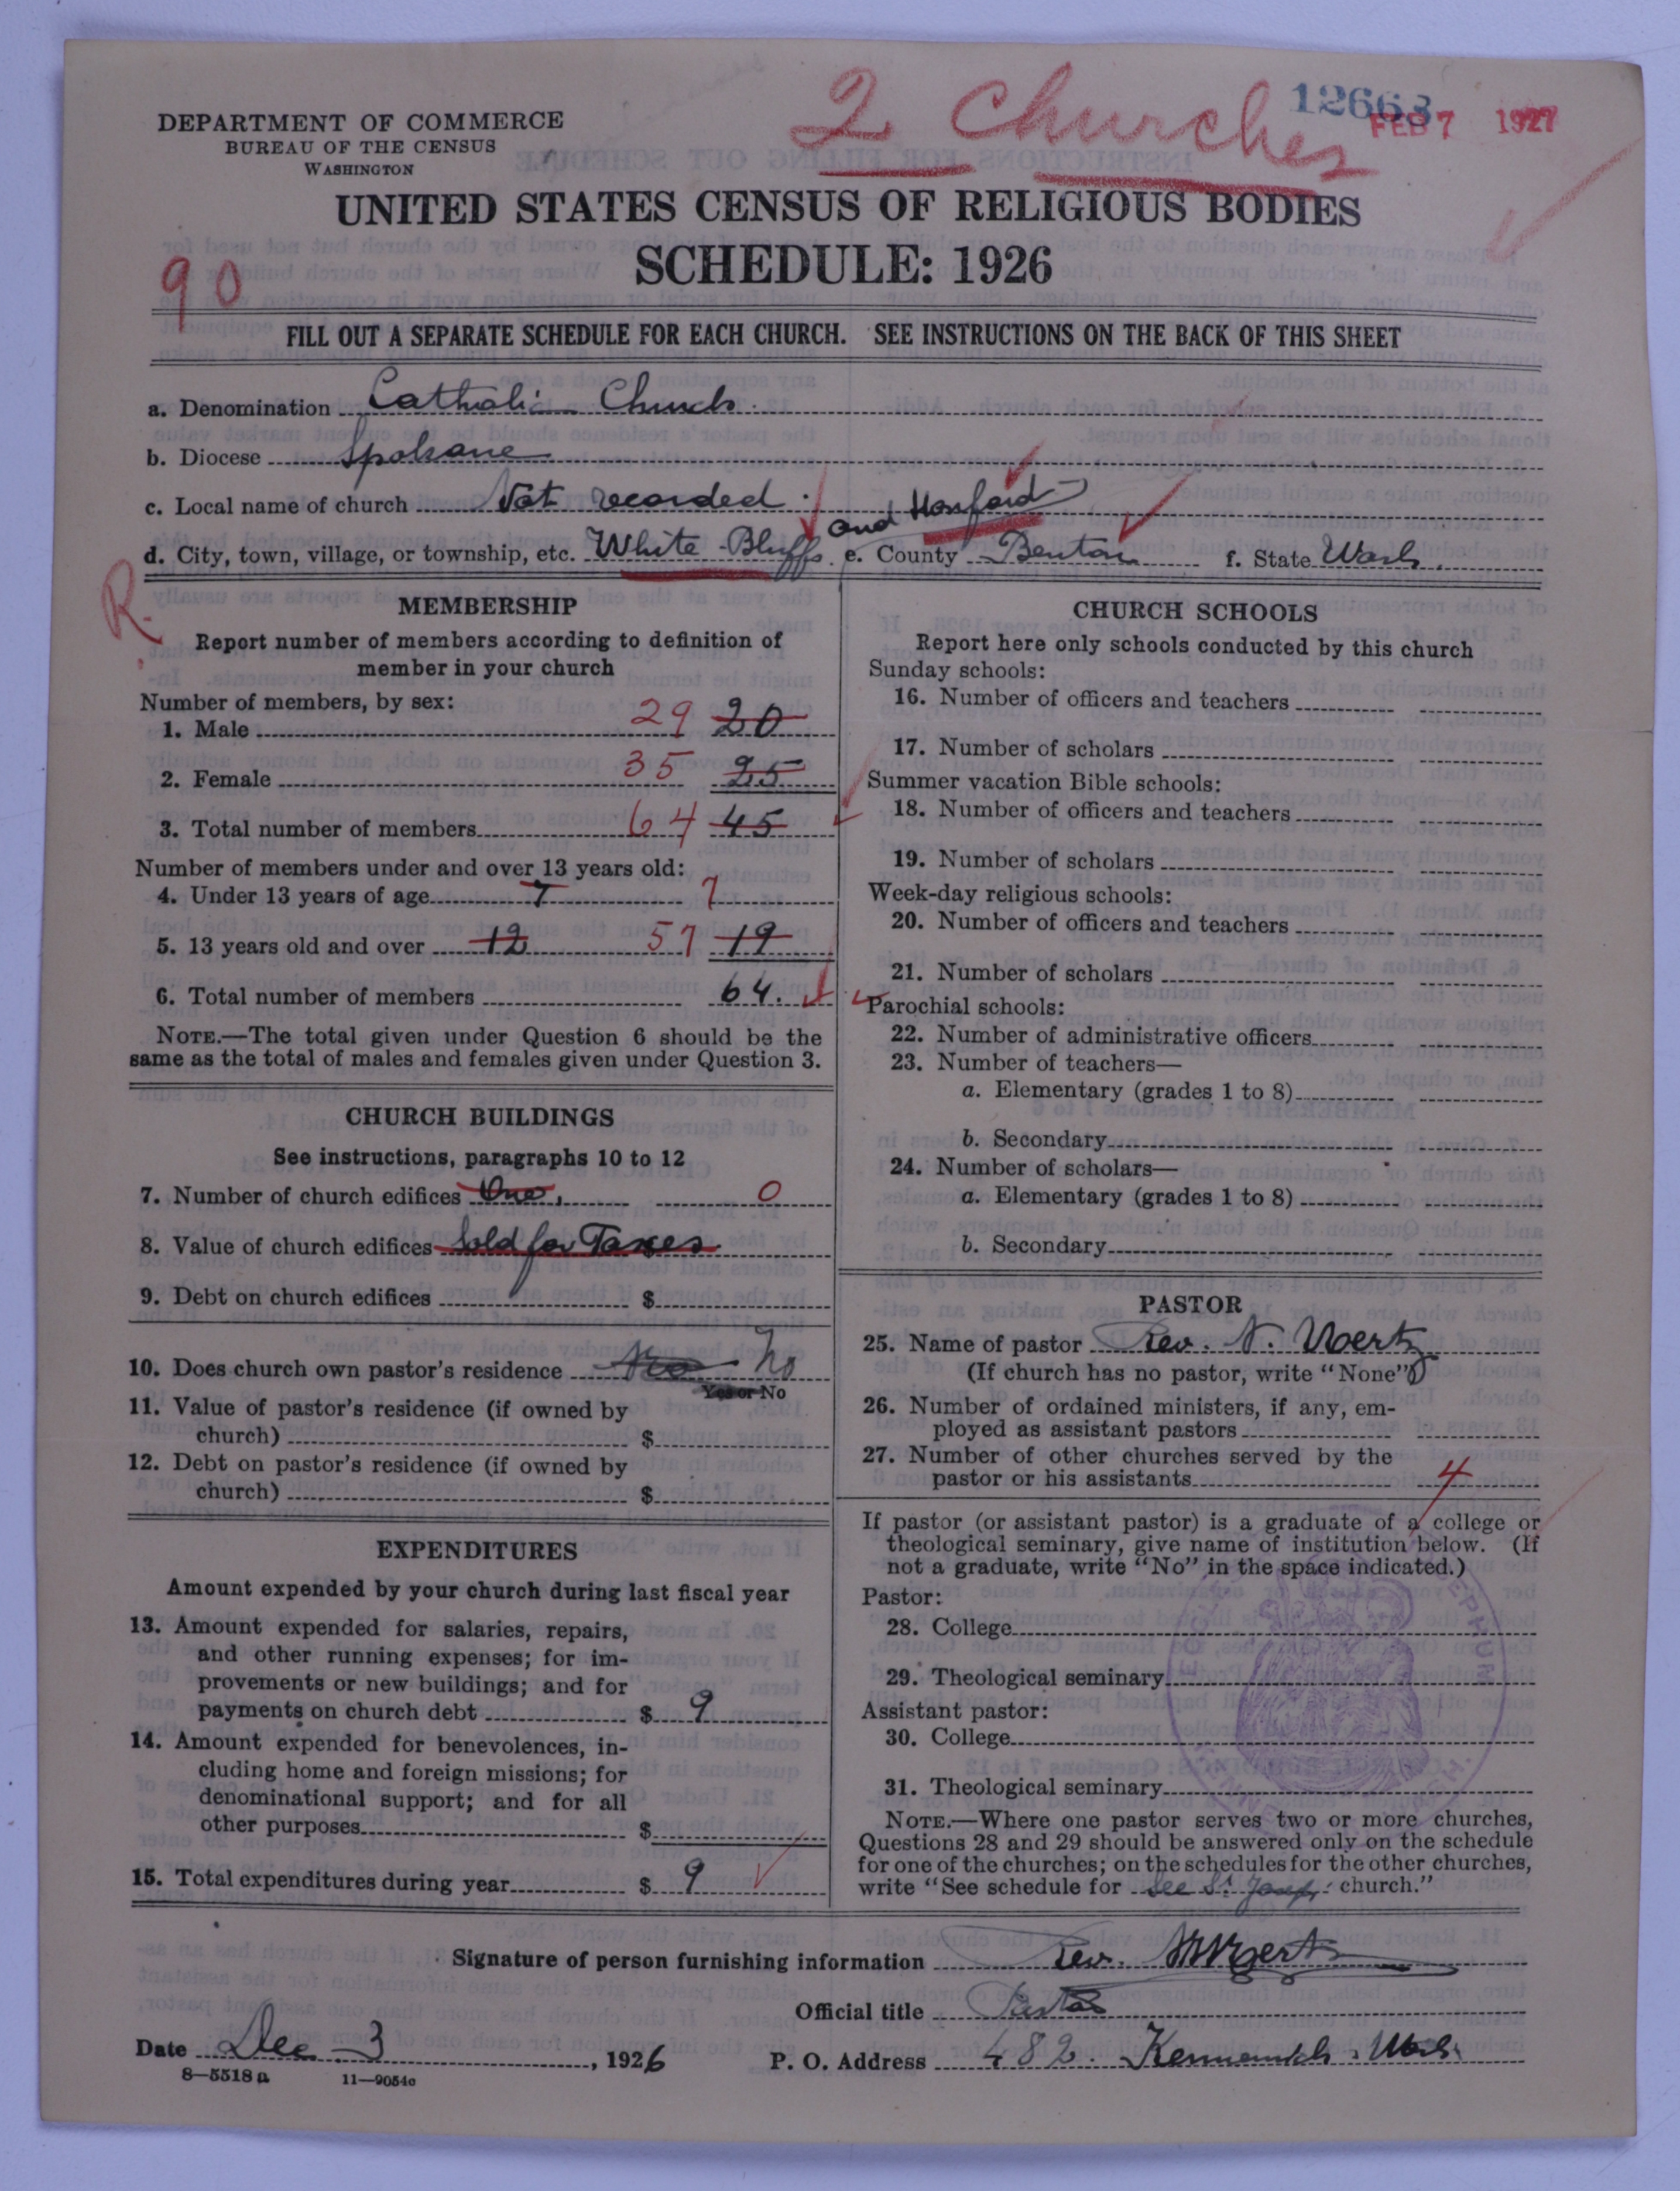 2 Churches
12663
FEB 7 1927
DEPARTMENT OF COMMERCE
BUREAU OF THE CENSUS
WASHINGTON
UNITED STATES CENSUS OF RELIGIOUS BODIES
SCHEDULE: 1926
90
FILL OUT A SEPARATE SCHEDULE FOR EACH CHURCH. SEE INSTRUCTIONS ON THE BACK OF THIS SHEET
a. Denomination Catholic Church.
b. Diocese Spokane
c. Local name of church Not recorded.
and Hanford
d. City, town, village, or township, etc. White Bluffs e. County Benton f. State Wash.
R.
MEMBERSHIP
Report number of members according to definition of
member in your church
Number of members, by sex:
1. Male 29 20
2. Female 35 25
3. Total number of members 64 45
Number of members under and over 13 years old:
4. Under 13 years of age 7 7
5. 13 years old and over 12 57 19
6. Total number of members 64.
NOTE.—The total given under Question 6 should be the
same as the total of males and females given under Question 3.
CHURCH BUILDINGS
See instructions, paragraphs 10 to 12
7. Number of church edifices One. 0
8. Value of church edifices Sold for Taxes
9. Debt on church edifices $
10. Does church own pastor's residence No
Yes or No
11. Value of pastor's residence (if owned by
church) $
12. Debt on pastor's residence (if owned by
church) $
EXPENDITURES
Amount expended by your church during last fiscal year
13. Amount expended for salaries, repairs,
and other running expenses; for im-
provements or new buildings; and for
payments on church debt $ 9
14. Amount expended for benevolences, in-
cluding home and foreign missions; for
denominational support; and for all
other purposes $
15. Total expenditures during year $ 9
CHURCH SCHOOLS
Report here only schools conducted by this church
Sunday schools:
16. Number of officers and teachers
17. Number of scholars
Summer vacation Bible schools:
18. Number of officers and teachers
19. Number of scholars
Week-day religious schools:
20. Number of officers and teachers
21. Number of scholars
Parochial schools:
22. Number of administrative officers
23. Number of teachers—
a. Elementary (grades 1 to 8)
b. Secondary
24. Number of scholars—
a. Elementary (grades 1 to 8)
b. Secondary
PASTOR
25. Name of pastor Rev.
(If church has no pastor, write "None")
26. Number of ordained ministers, if any, em-
ployed as assistant pastors
27. Number of other churches served by the
pastor or his assistants 4
If pastor (or assistant pastor) is a graduate of a college or
theological seminary, give name of institution below. (If
not a graduate, write "No" in the space indicated.)
Pastor:
28. College
29. Theological seminary
Assistant pastor:
30. College
31. Theological seminary
NOTE.—Where one pastor serves two or more churches,
Questions 28 and 29 should be answered only on the schedule
for one of the churches; on the schedules for the other churches,
write "See schedule for See St. Joseph church."
Signature of person furnishing information Rev.
Official title Pastor
Date Dec 3, 1926 P. O. Address 482. Kennewick, Wash.
8—5518 a 11—9054c